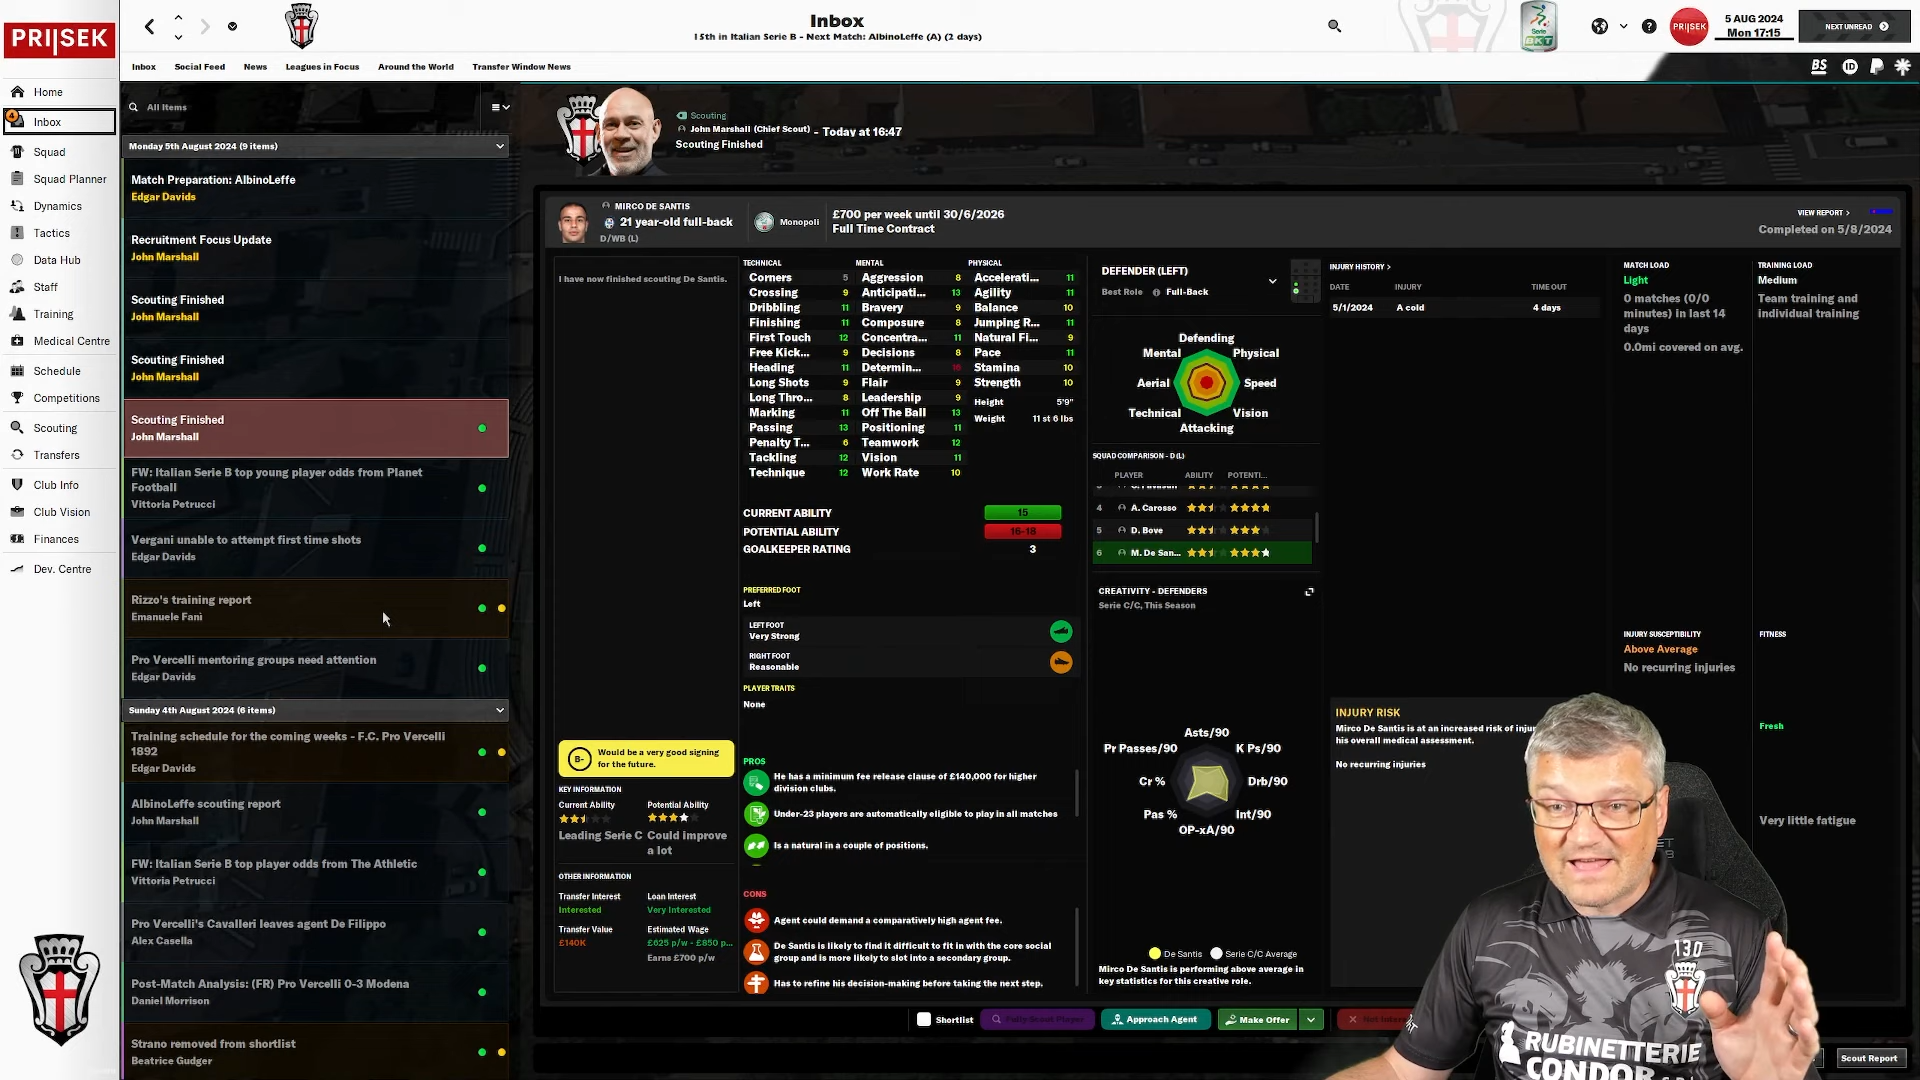 PRIISEK
Inbox
15th in Italian Serie B - Next Match: AlbinoLeffe (A) (2 days)
Serie
BKT
PRIISEK
5 AUG 2024
Mon 17:15
NEXT UNREAD
Inbox
Social Feed
News
Leagues in Focus
Around the World
Transfer Window News
BS
ID
Home
4
Inbox
Squad
Squad Planner
Dynamics
Tactics
Data Hub
Staff
Training
Medical Centre
Schedule
Competitions
Scouting
Transfers
Club Info
Club Vision
Finances
Dev. Centre
All Items
Monday 5th August 2024 (9 items)
Match Preparation: AlbinoLeffe
Edgar Davids
Recruitment Focus Update
John Marshall
Scouting Finished
John Marshall
Scouting Finished
John Marshall
Scouting Finished
John Marshall
FW: Italian Serie B top young player odds from Planet
Football
Vittoria Petrucci
Vergani unable to attempt first time shots
Edgar Davids
Rizzo's training report
Emanuele Fani
Pro Vercelli mentoring groups need attention
Edgar Davids
Sunday 4th August 2024 (6 items)
Training schedule for the coming weeks - F.C. Pro Vercelli
1892
Edgar Davids
AlbinoLeffe scouting report
John Marshall
FW: Italian Serie B top player odds from The Athletic
Vittoria Petrucci
Pro Vercelli's Cavalleri leaves agent De Filippo
Alex Casella
Post-Match Analysis: (FR) Pro Vercelli 0-3 Modena
Daniel Morrison
Strano removed from shortlist
Beatrice Gudger
Scouting
John Marshall (Chief Scout) - Today at 16:47
Scouting Finished
MIRCO DE SANTIS
21 year-old full-back
D/WB (L)
Monopoli
£700 per week until 30/6/2026
Full Time Contract
VIEW REPORT >
Completed on 5/8/2024
I have now finished scouting De Santis.
B-
Would be a very good signing
for the future.
KEY INFORMATION
Current Ability
Potential Ability
Leading Serie C
Could improve
a lot
OTHER INFORMATION
Transfer Interest
Loan Interest
Interested
Very Interested
Transfer Value
Estimated Wage
£140K
£625 p/w - £850 p...
Earns £700 p/w
TECHNICAL
MENTAL
PHYSICAL
Corners 5 Aggression 8 Accelerati... 11
Crossing 9 Anticipati... 13 Agility 11
Dribbling 11 Bravery 9 Balance 10
Finishing 11 Composure 8 Jumping R... 11
First Touch 12 Concentra... 11 Natural Fi... 9
Free Kick... 9 Decisions 8 Pace 11
Heading 11 Determin... Stamina 10
Long Shots 9 Flair 9 Strength 10
Long Thro... 8 Leadership 9 Height 5'9"
Marking 11 Off The Ball 13 Weight 11 st 6 lbs
Passing 13 Positioning 11
Penalty T... 6 Teamwork 12
Tackling 12 Vision 11
Technique 12 Work Rate 10
CURRENT ABILITY 15
POTENTIAL ABILITY 16-18
GOALKEEPER RATING 3
PREFERRED FOOT
Left
LEFT FOOT
Very Strong
RIGHT FOOT
Reasonable
PLAYER TRAITS
None
PROS
He has a minimum fee release clause of £140,000 for higher
division clubs.
Under-23 players are automatically eligible to play in all matches
Is a natural in a couple of positions.
CONS
Agent could demand a comparatively high agent fee.
De Santis is likely to find it difficult to fit in with the core social
group and is more likely to slot into a secondary group.
Has to refine his decision-making before taking the next step.
DEFENDER (LEFT)
Best Role Full-Back
Defending
Mental
Physical
Aerial
Speed
Technical
Vision
Attacking
SQUAD COMPARISON - D (L)
PLAYER ABILITY POTENTI...
4 A. Carosso
5 D. Bove
6 M. De San...
CREATIVITY - DEFENDERS
Serie C/C, This Season
Asts/90
Pr Passes/90
K Ps/90
Cr %
Drb/90
Pas %
Int/90
OP-xA/90
De Santis
Serie C/C Average
Mirco De Santis is performing above average in
key statistics for this creative role.
INJURY HISTORY >
DATE INJURY TIME OUT
5/1/2024 A cold 4 days
MATCH LOAD
Light
0 matches (0/0
minutes) in last 14
days
0.0mi covered on avg.
TRAINING LOAD
Medium
Team training and
individual training
INJURY SUSCEPTIBILITY
Above Average
No recurring injuries
FITNESS
Fresh
Very little fatigue
INJURY RISK
Mirco De Santis is at an increased risk of
his overall medical assessment.
No recurring injuries
Shortlist
Fully Scout Player
Approach Agent
Make Offer
Scout Report
130
RUBINETTERIE
CONDOR